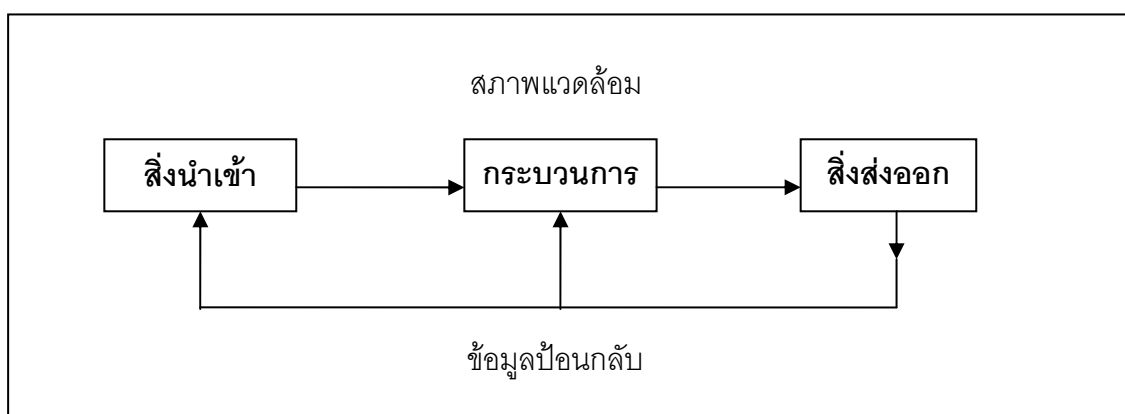 สภาพแวดล้อม
สิ่งนำเข้า
กระบวนการ
สิ่งส่งออก
ข้อมูลป้อนกลับ